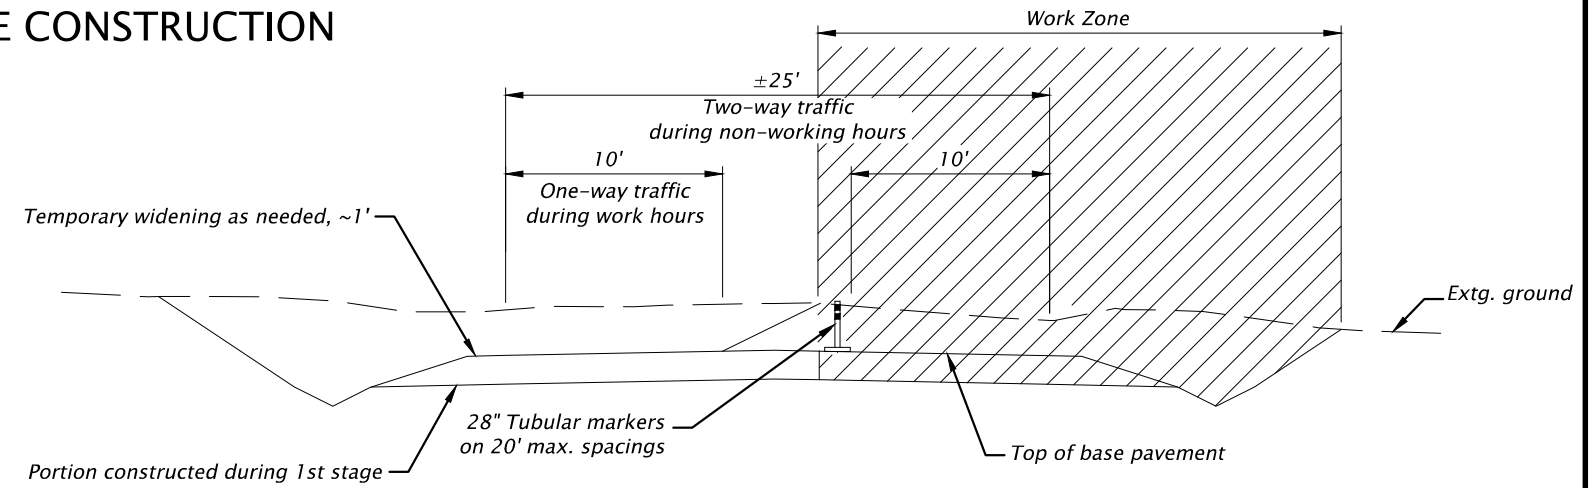 E CONSTRUCTION
Work Zone
±25'
Two-way traffic
during non-working hours
10'
10'
One-way traffic
during work hours
Temporary widening as needed, ~1'
Extg. ground
28" Tubular markers
on 20' max. spacings
Top of base pavement
Portion constructed during 1st stage